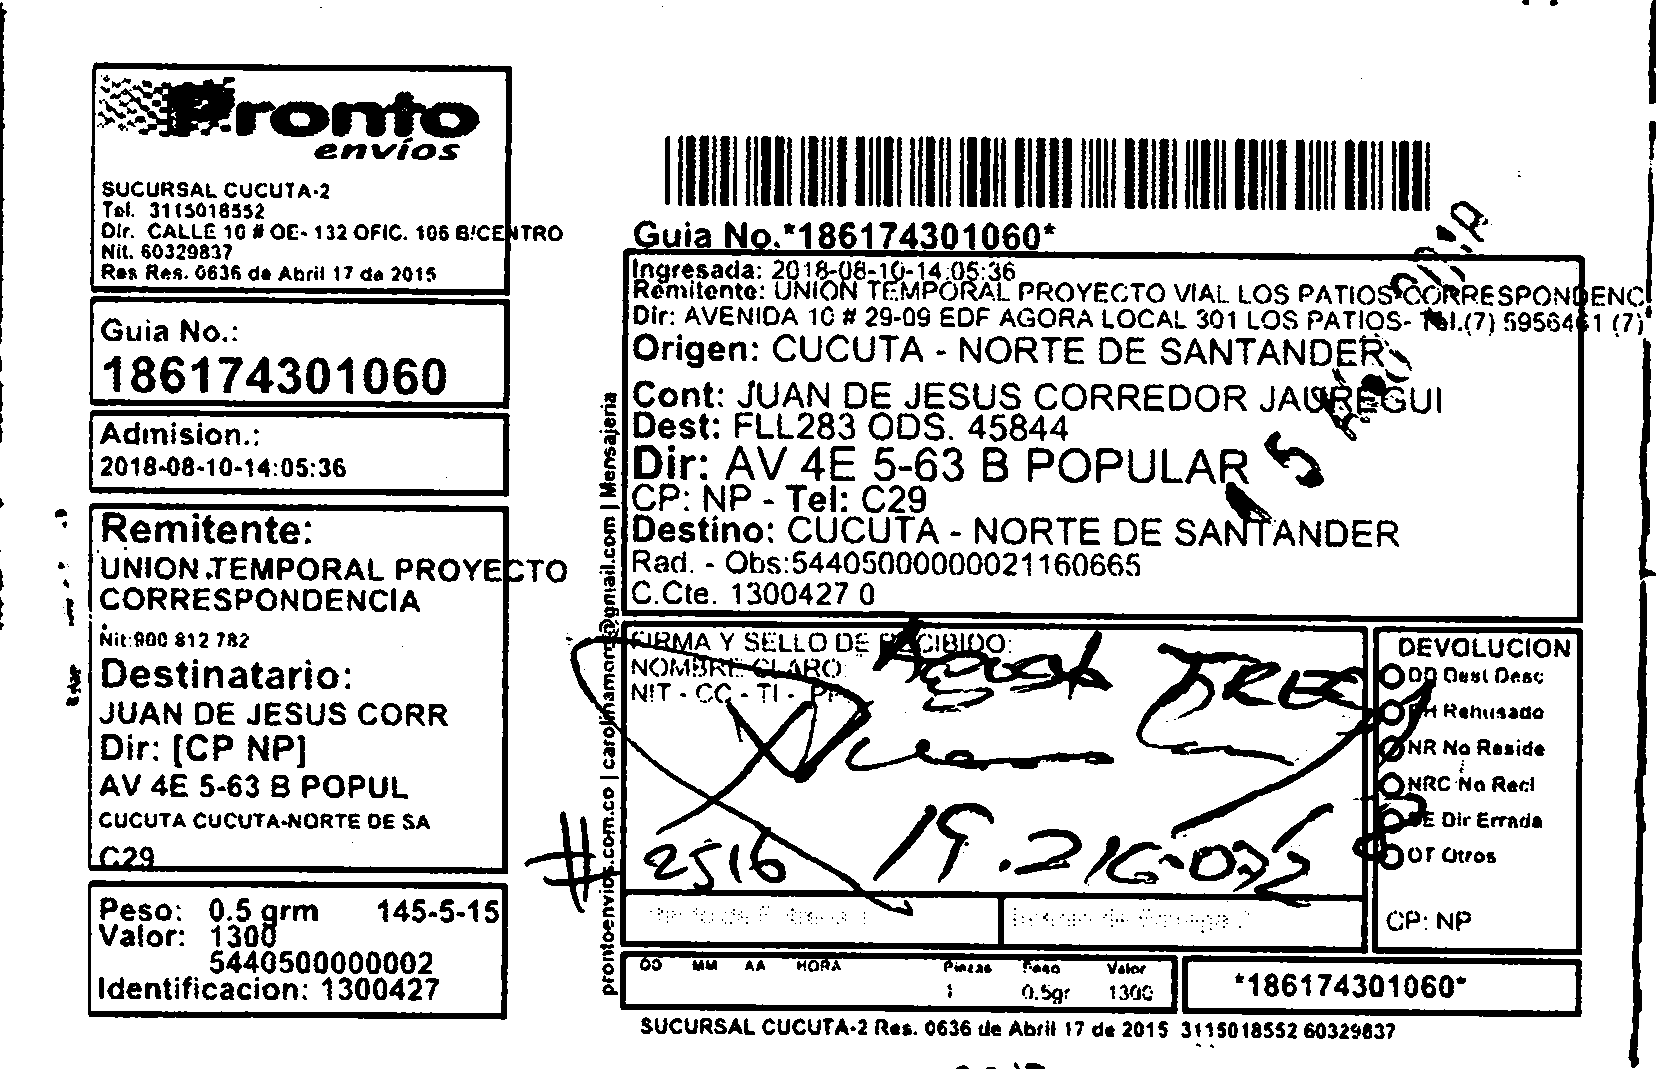 Pronto
envíos
SUCURSAL CUCUTA-2
Tel. 3115018552
Dir. CALLE 10 # OE- 132 OFIC. 106 B/CENTRO
Nit. 60329837
Res Res. 0636 de Abril 17 de 2015
Guia No.:
186174301060
Admision.:
2018-08-10-14:05:36
Remitente:
UNION TEMPORAL PROYECTO
CORRESPONDENCIA
Nit:900 812 782
Destinatario:
JUAN DE JESUS CORR
Dir: [CP NP]
AV 4E 5-63 B POPUL
CUCUTA CUCUTA-NORTE DE SA
C29
Peso: 0.5 grm 145-5-15
Valor: 1300
5440500000002
Identificacion: 1300427
prontoenvios.com.co | carolinamara@gmail.com | Mensajeria
Guia No.*186174301060*
Ingresada: 2018-08-10-14:05:36
Remitente: UNION TEMPORAL PROYECTO VIAL LOS PATIOS CORRESPONDENCI
Dir: AVENIDA 10 # 29-09 EDF AGORA LOCAL 301 LOS PATIOS- Tel.(7) 5956461 (7)
Origen: CUCUTA - NORTE DE SANTANDER
Cont: JUAN DE JESUS CORREDOR JAUREGUI
Dest: FLL283 ODS. 45844
Dir: AV 4E 5-63 B POPULAR
CP: NP - Tel: C29
Destino: CUCUTA - NORTE DE SANTANDER
Rad. - Obs:544050000000021160665
C.Cte. 1300427 0
FIRMA Y SELLO DE RECIBIDO:
NOMBRE CLARO
NIT - CC - TI - PP
# 2516
DEVOLUCION
DD Dest Desc
RH Rehusado
NR No Reside
NRC No Recl
DE Dir Errada
OT Otros
CP: NP
DD MM AA HORA Piezas Peso Valor
1 0.5gr 1300
*186174301060*
SUCURSAL CUCUTA-2 Res. 0636 de Abril 17 de 2015 3115018552 60329837